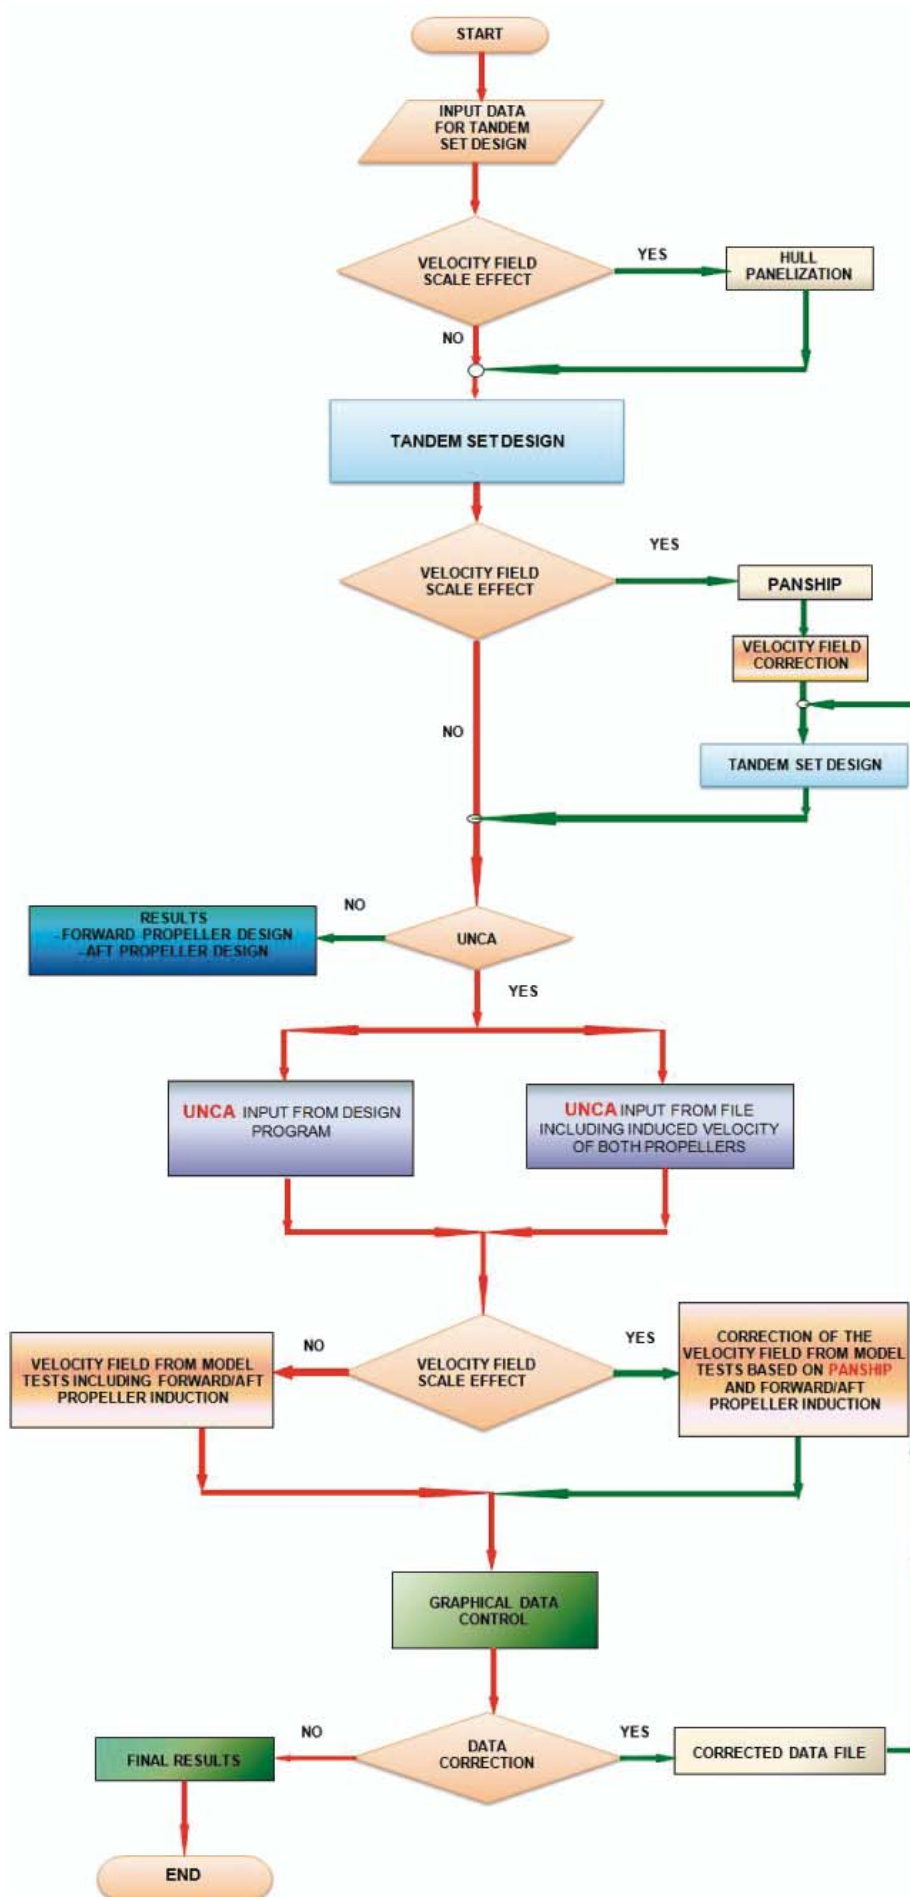 START
INPUT DATA
FOR TANDEM
SET DESIGN
VELOCITY FIELD
SCALE EFFECT
YES
HULL
PANELIZATION
NO
TANDEM SET DESIGN
VELOCITY FIELD
SCALE EFFECT
YES
PANSHIP
VELOCITY FIELD
CORRECTION
NO
TANDEM SET DESIGN
RESULTS
-FORWARD PROPELLER DESIGN
-AFT PROPELLER DESIGN
NO
UNCA
YES
UNCA INPUT FROM DESIGN
PROGRAM
UNCA INPUT FROM FILE
INCLUDING INDUCED VELOCITY
OF BOTH PROPELLERS
VELOCITY FIELD FROM MODEL
TESTS INCLUDING FORWARD/AFT
PROPELLER INDUCTION
NO
VELOCITY FIELD
SCALE EFFECT
YES
CORRECTION OF THE
VELOCITY FIELD FROM MODEL
TESTS BASED ON PANSHIP
AND FORWARD/AFT
PROPELLER INDUCTION
GRAPHICAL DATA
CONTROL
FINAL RESULTS
NO
DATA
CORRECTION
YES
CORRECTED DATA FILE
END